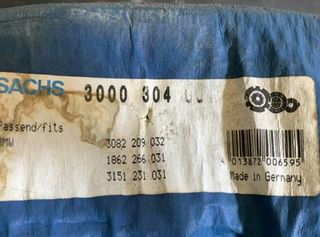 SACHS 3000 304
Passend/fits
BMW
3082 209 032
1862 266 031
3151 231 031
4 013872 006595
Made in Germany